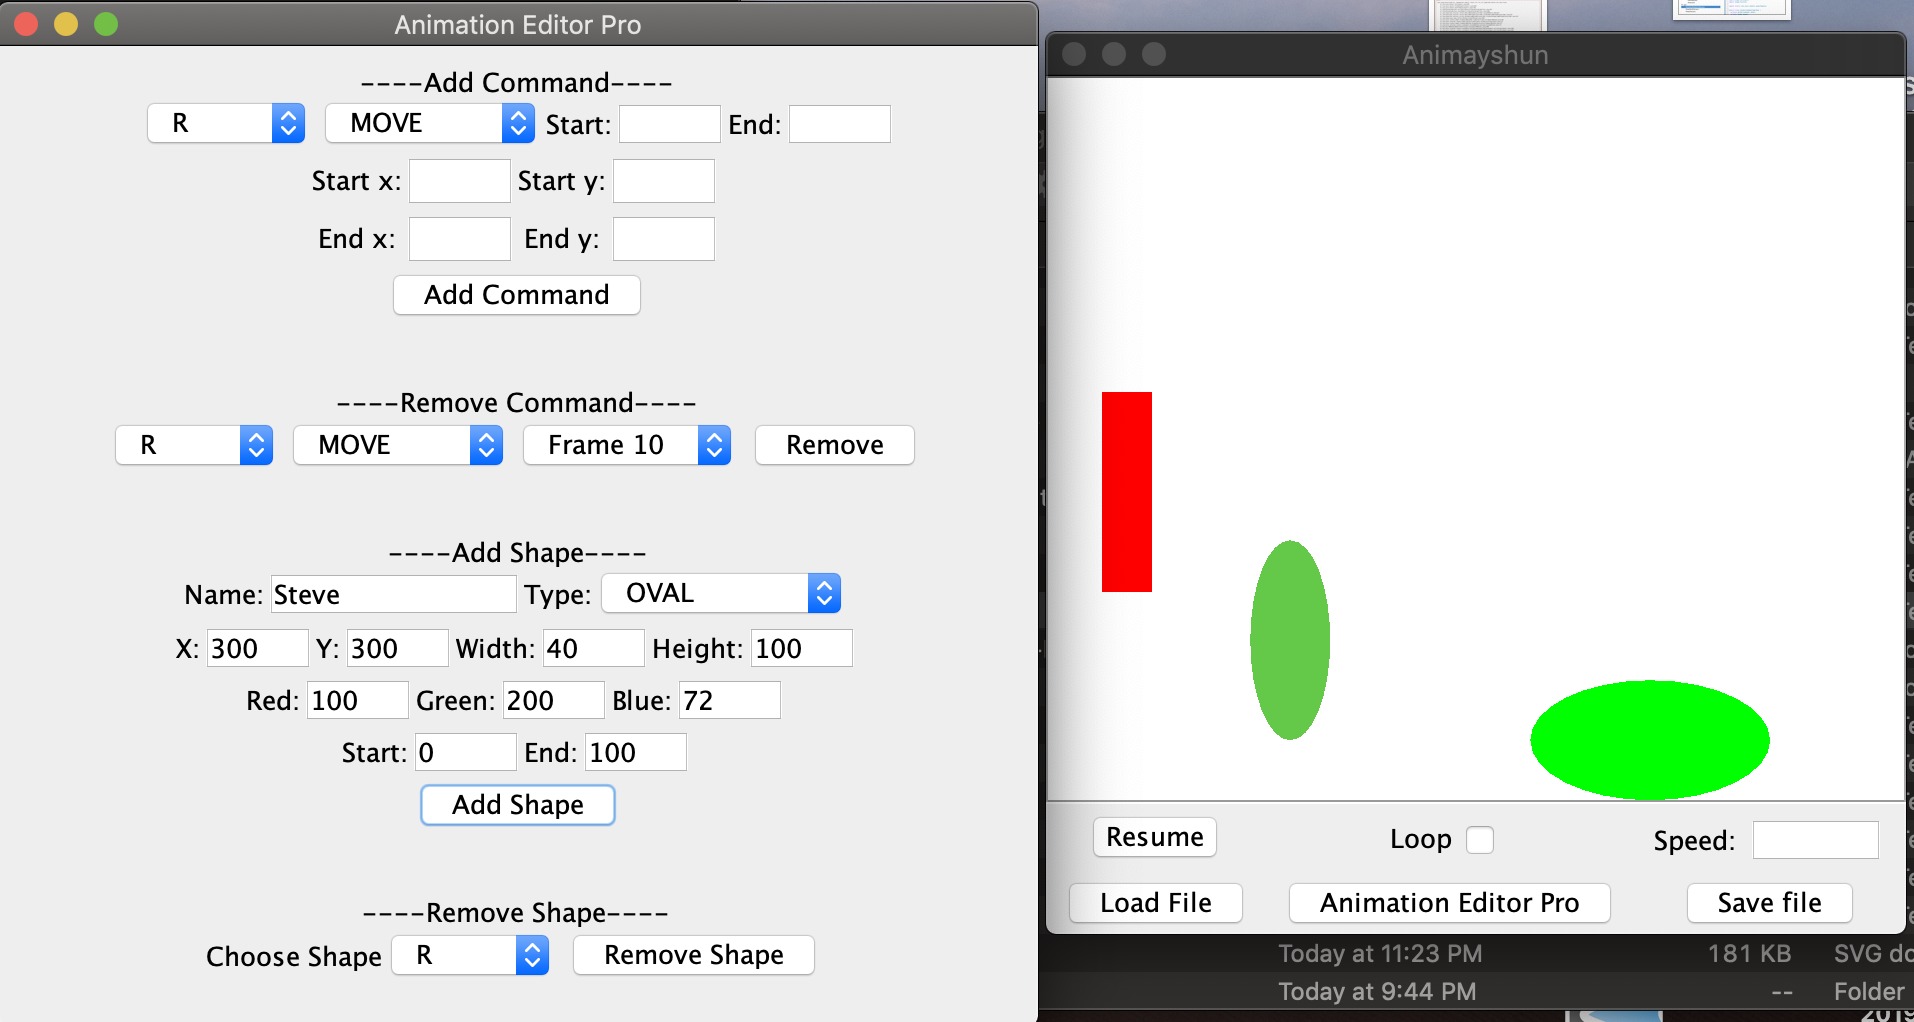 Animation Editor Pro
----Add Command----
R MOVE Start: End:
Start x: Start y:
End x: End y:
Add Command
----Remove Command----
R MOVE Frame 10 Remove
----Add Shape----
Name: Steve Type: OVAL
X: 300 Y: 300 Width: 40 Height: 100
Red: 100 Green: 200 Blue: 72
Start: 0 End: 100
Add Shape
----Remove Shape----
Choose Shape R Remove Shape
Animayshun
Resume Loop Speed:
Load File Animation Editor Pro Save file
Today at 11:23 PM 181 KB SVG
Today at 9:44 PM -- Folder